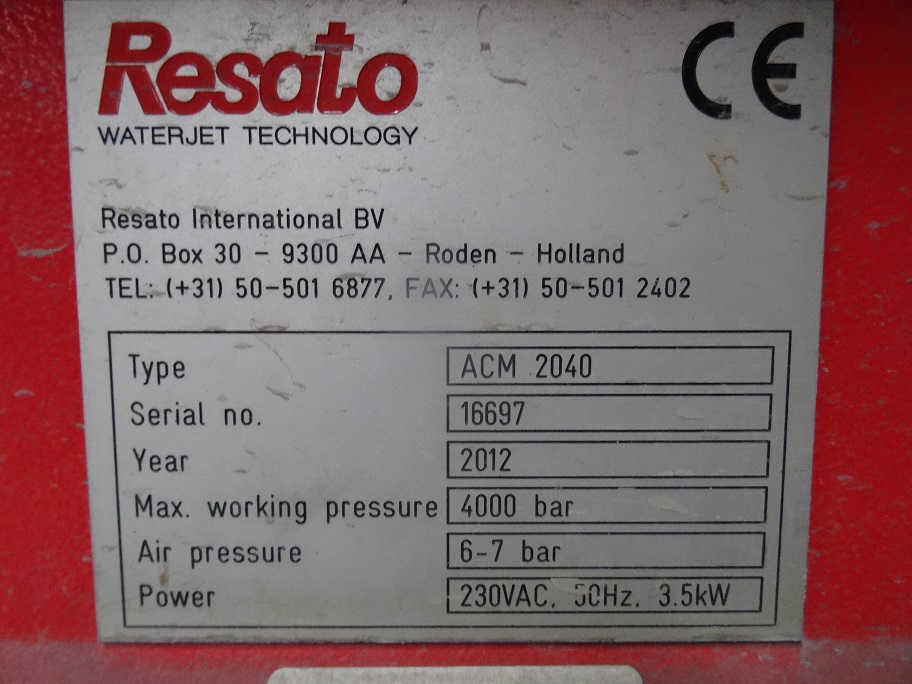 Resato
CE
WATERJET TECHNOLOGY
Resato International BV
P.O. Box 30 – 9300 AA – Roden – Holland
TEL: (+31) 50–501 6877, FAX: (+31) 50–501 2402
Type ACM 2040
Serial no. 16697
Year 2012
Max. working pressure 4000 bar
Air pressure 6-7 bar
Power 230VAC, 50Hz, 3.5kW